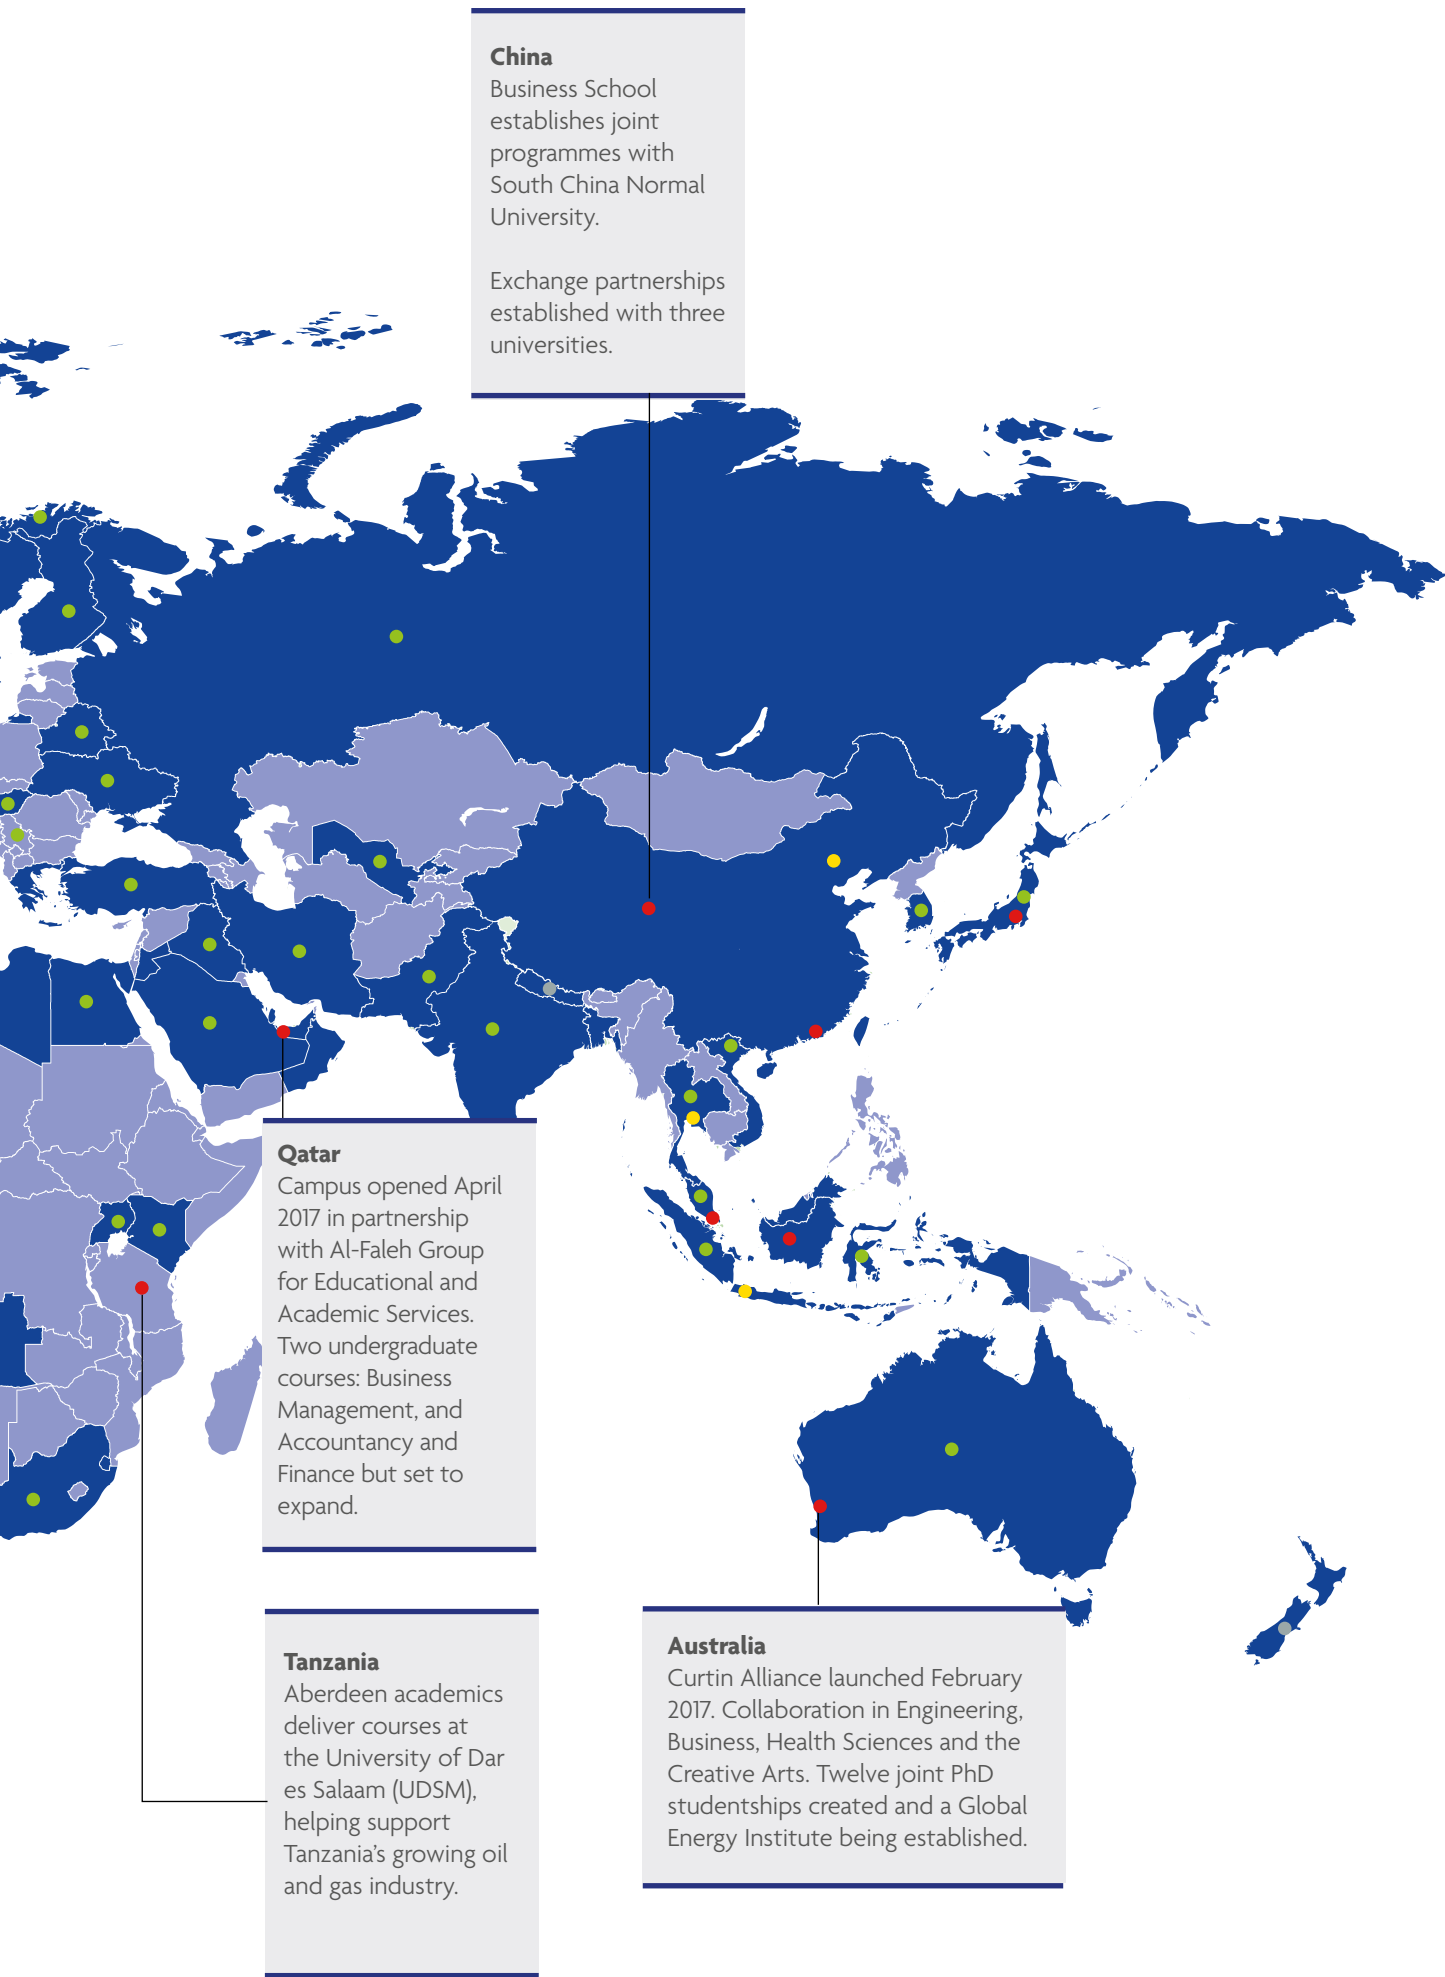 China
Business School
establishes joint
programmes with
South China Normal
University.
Exchange partnerships
established with three
universities.
Qatar
Campus opened April
2017 in partnership
with Al-Faleh Group
for Educational and
Academic Services.
Two undergraduate
courses: Business
Management, and
Accountancy and
Finance but set to
expand.
Tanzania
Aberdeen academics
deliver courses at
the University of Dar
es Salaam (UDSM),
helping support
Tanzania’s growing oil
and gas industry.
Australia
Curtin Alliance launched February
2017. Collaboration in Engineering,
Business, Health Sciences and the
Creative Arts. Twelve joint PhD
studentships created and a Global
Energy Institute being established.